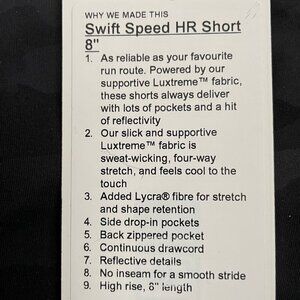 WHY WE MADE THIS
Swift Speed HR Short
8"
1. As reliable as your favourite
run route. Powered by our
supportive Luxtreme™ fabric,
these shorts always deliver
with lots of pockets and a hit
of reflectivity
2. Our slick and supportive
Luxtreme™ fabric is
sweat-wicking, four-way
stretch, and feels cool to the
touch
3. Added Lycra® fibre for stretch
and shape retention
4. Side drop-in pockets
5. Back zippered pocket
6. Continuous drawcord
7. Reflective details
8. No inseam for a smooth stride
9. High rise, 8" length